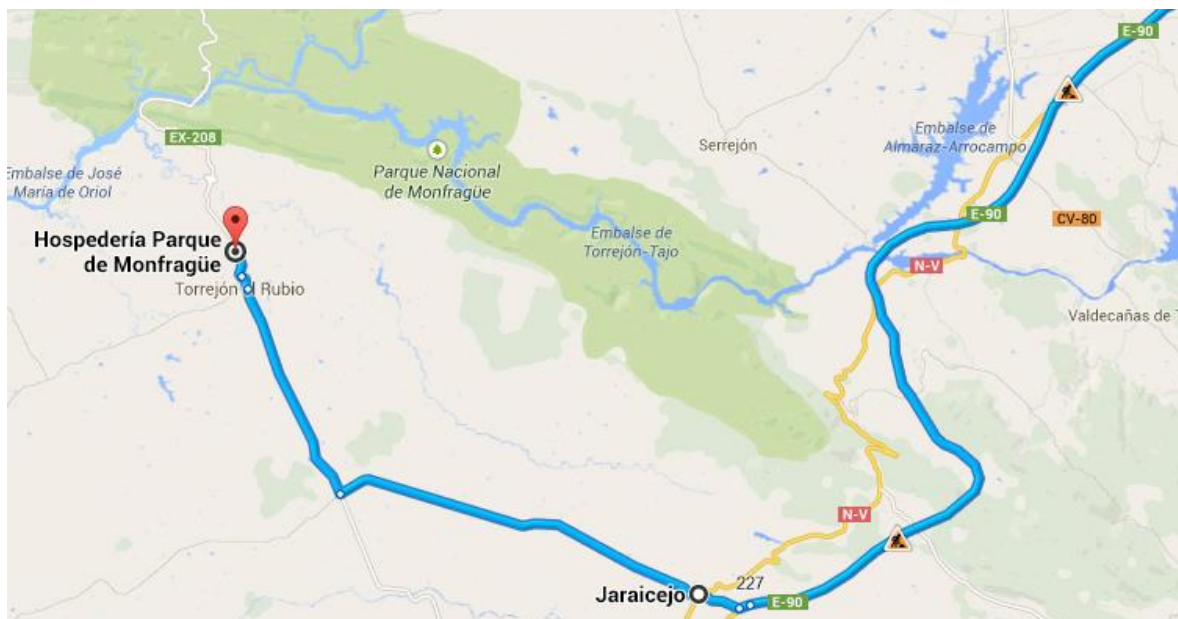 E-90
EX-208
Serrejón
Embalse de
Almaraz-Arrocampo
Parque Nacional
de Monfragüe
Embalse de José
María de Oriol
E-90
CV-80
Hospedería Parque
de Monfragüe
Embalse de
Torrejón-Tajo
N-V
Torrejón el Rubio
Valdecañas de T
N-V
Jaraicejo
227
E-90